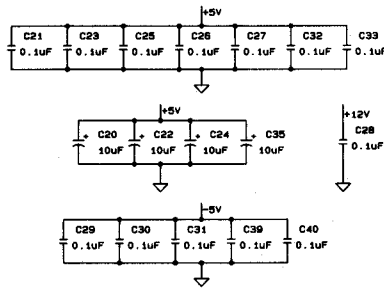 +5V
C21 C23 C25 C26 C27 C32 C33
0.1uF 0.1uF 0.1uF 0.1uF 0.1uF 0.1uF 0.1uF
+5V
+ C20 + C22 + C24 + C35
10uF 10uF 10uF 10uF
+12V
C28
0.1uF
-5V
C29 C30 C31 C39 C40
0.1uF 0.1uF 0.1uF 0.1uF 0.1uF